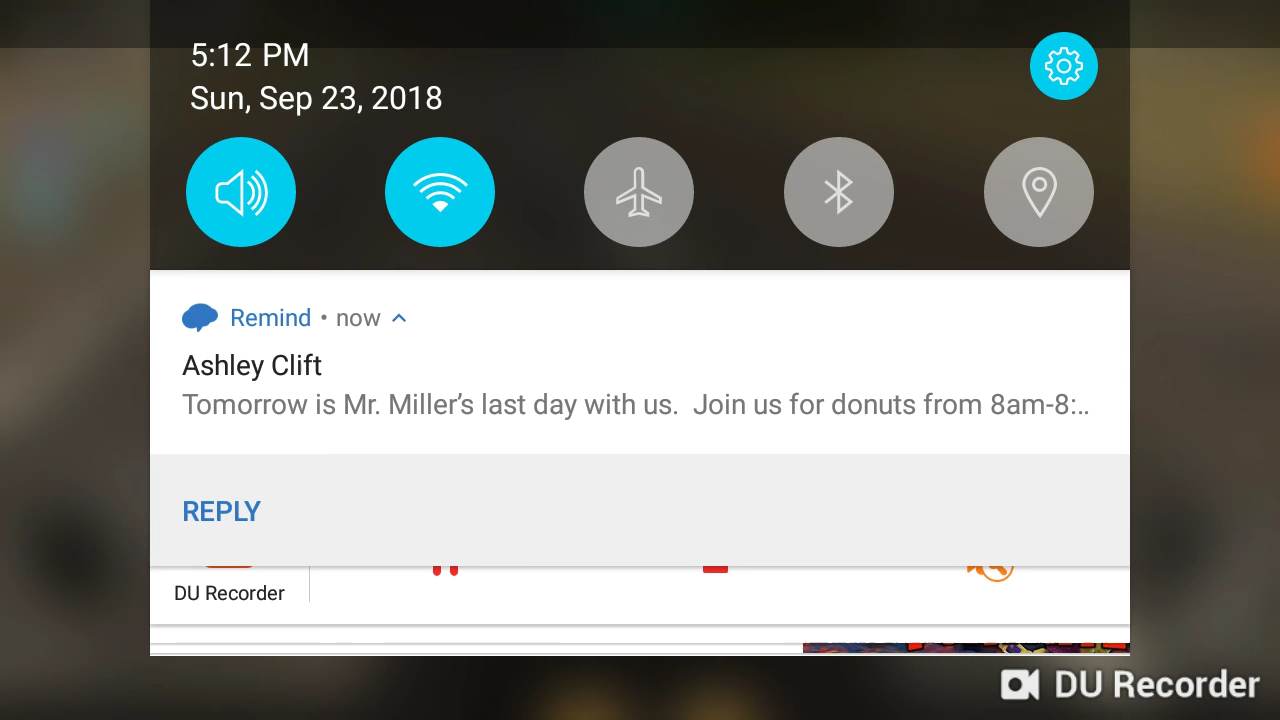 5:12 PM
Sun, Sep 23, 2018
Remind • now
Ashley Clift
Tomorrow is Mr. Miller’s last day with us.  Join us for donuts from 8am-8:..
REPLY
DU Recorder
DU Recorder